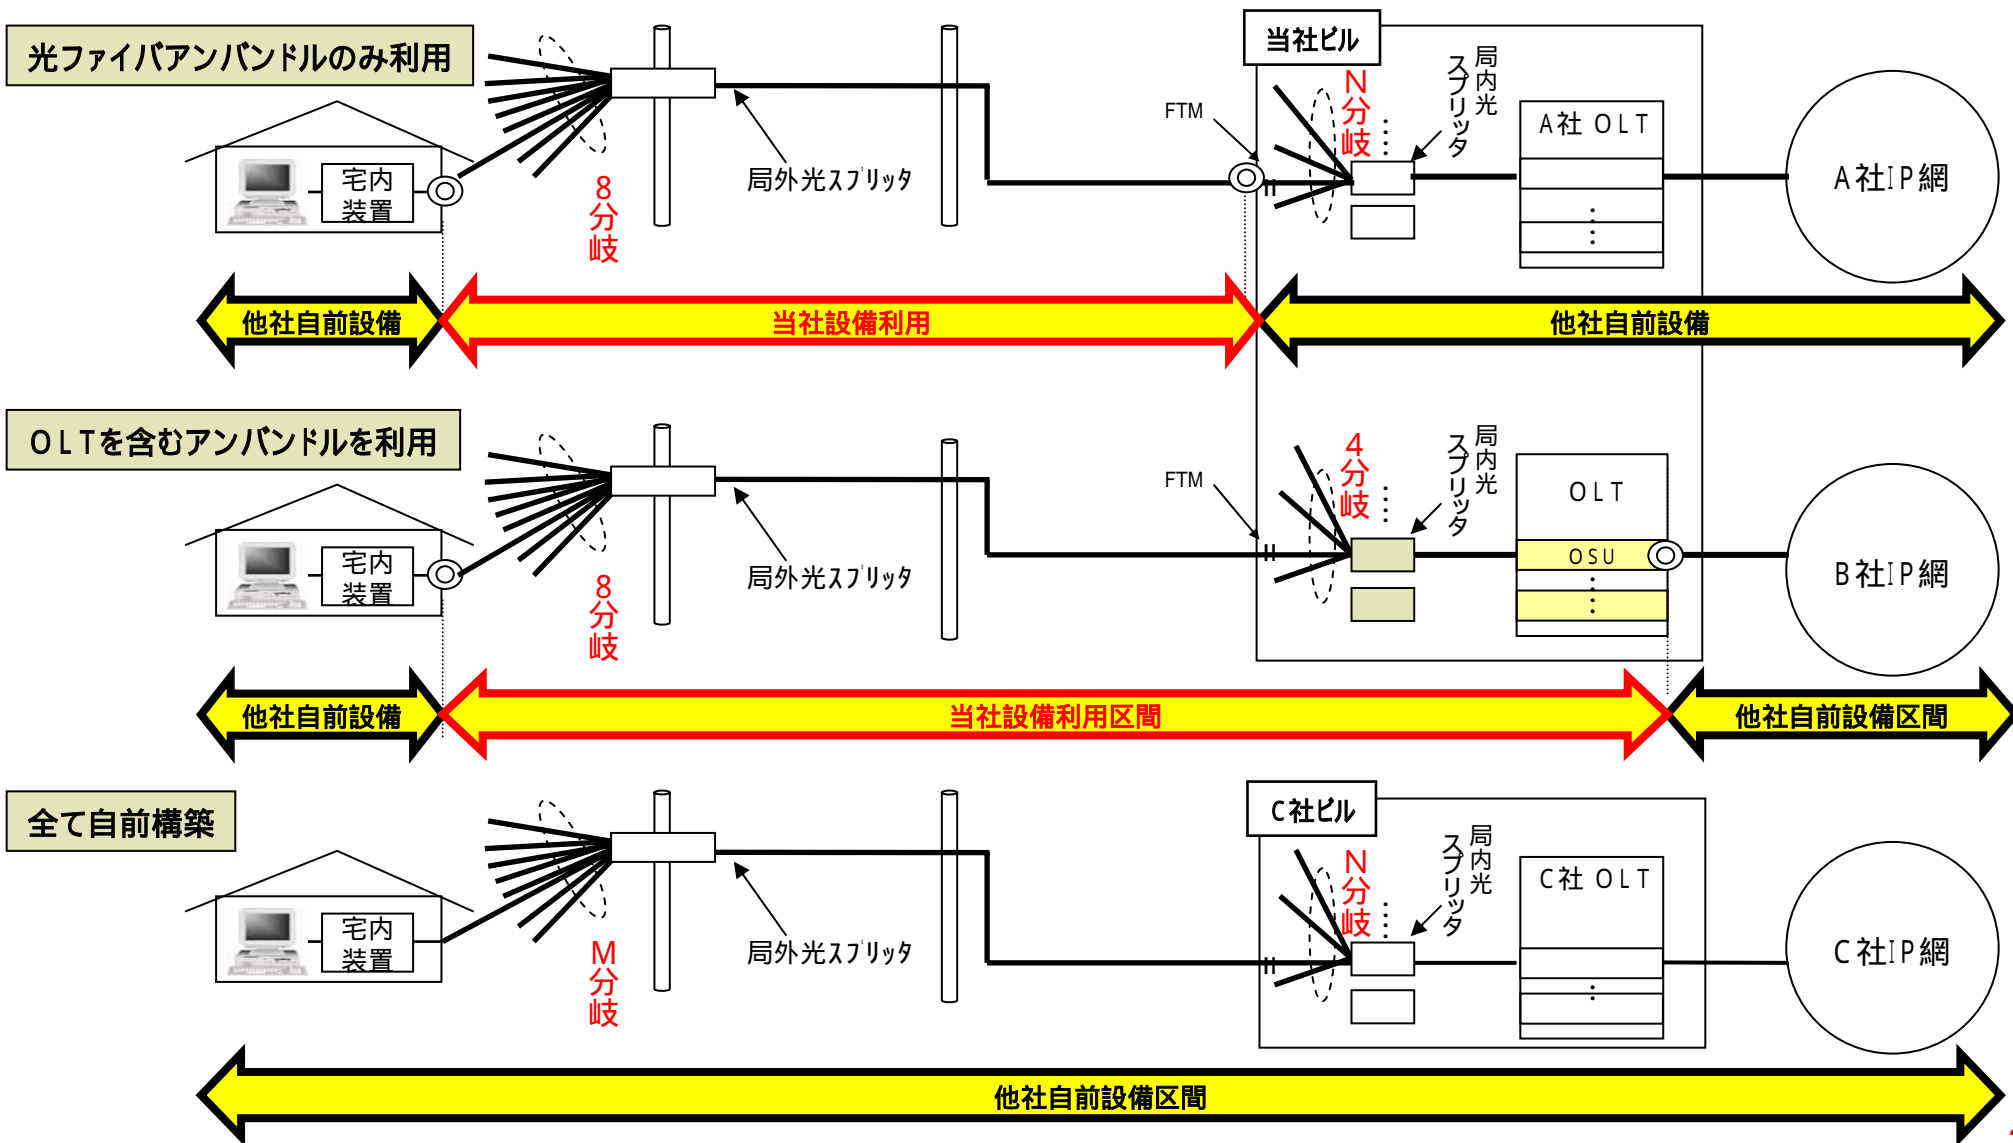 光ファイバアンバンドルのみ利用
当社ビル
宅内
装置
8分岐
局外光スプリッタ
FTM
N分岐
局内光
スプリッタ
A社 OLT
A社IP網
他社自前設備
当社設備利用
他社自前設備
OLTを含むアンバンドルを利用
宅内
装置
8分岐
局外光スプリッタ
FTM
4分岐
局内光
スプリッタ
OLT
OSU
B社IP網
他社自前設備
当社設備利用区間
他社自前設備区間
全て自前構築
C社ビル
宅内
装置
M分岐
局外光スプリッタ
N分岐
局内光
スプリッタ
C社 OLT
C社IP網
他社自前設備区間